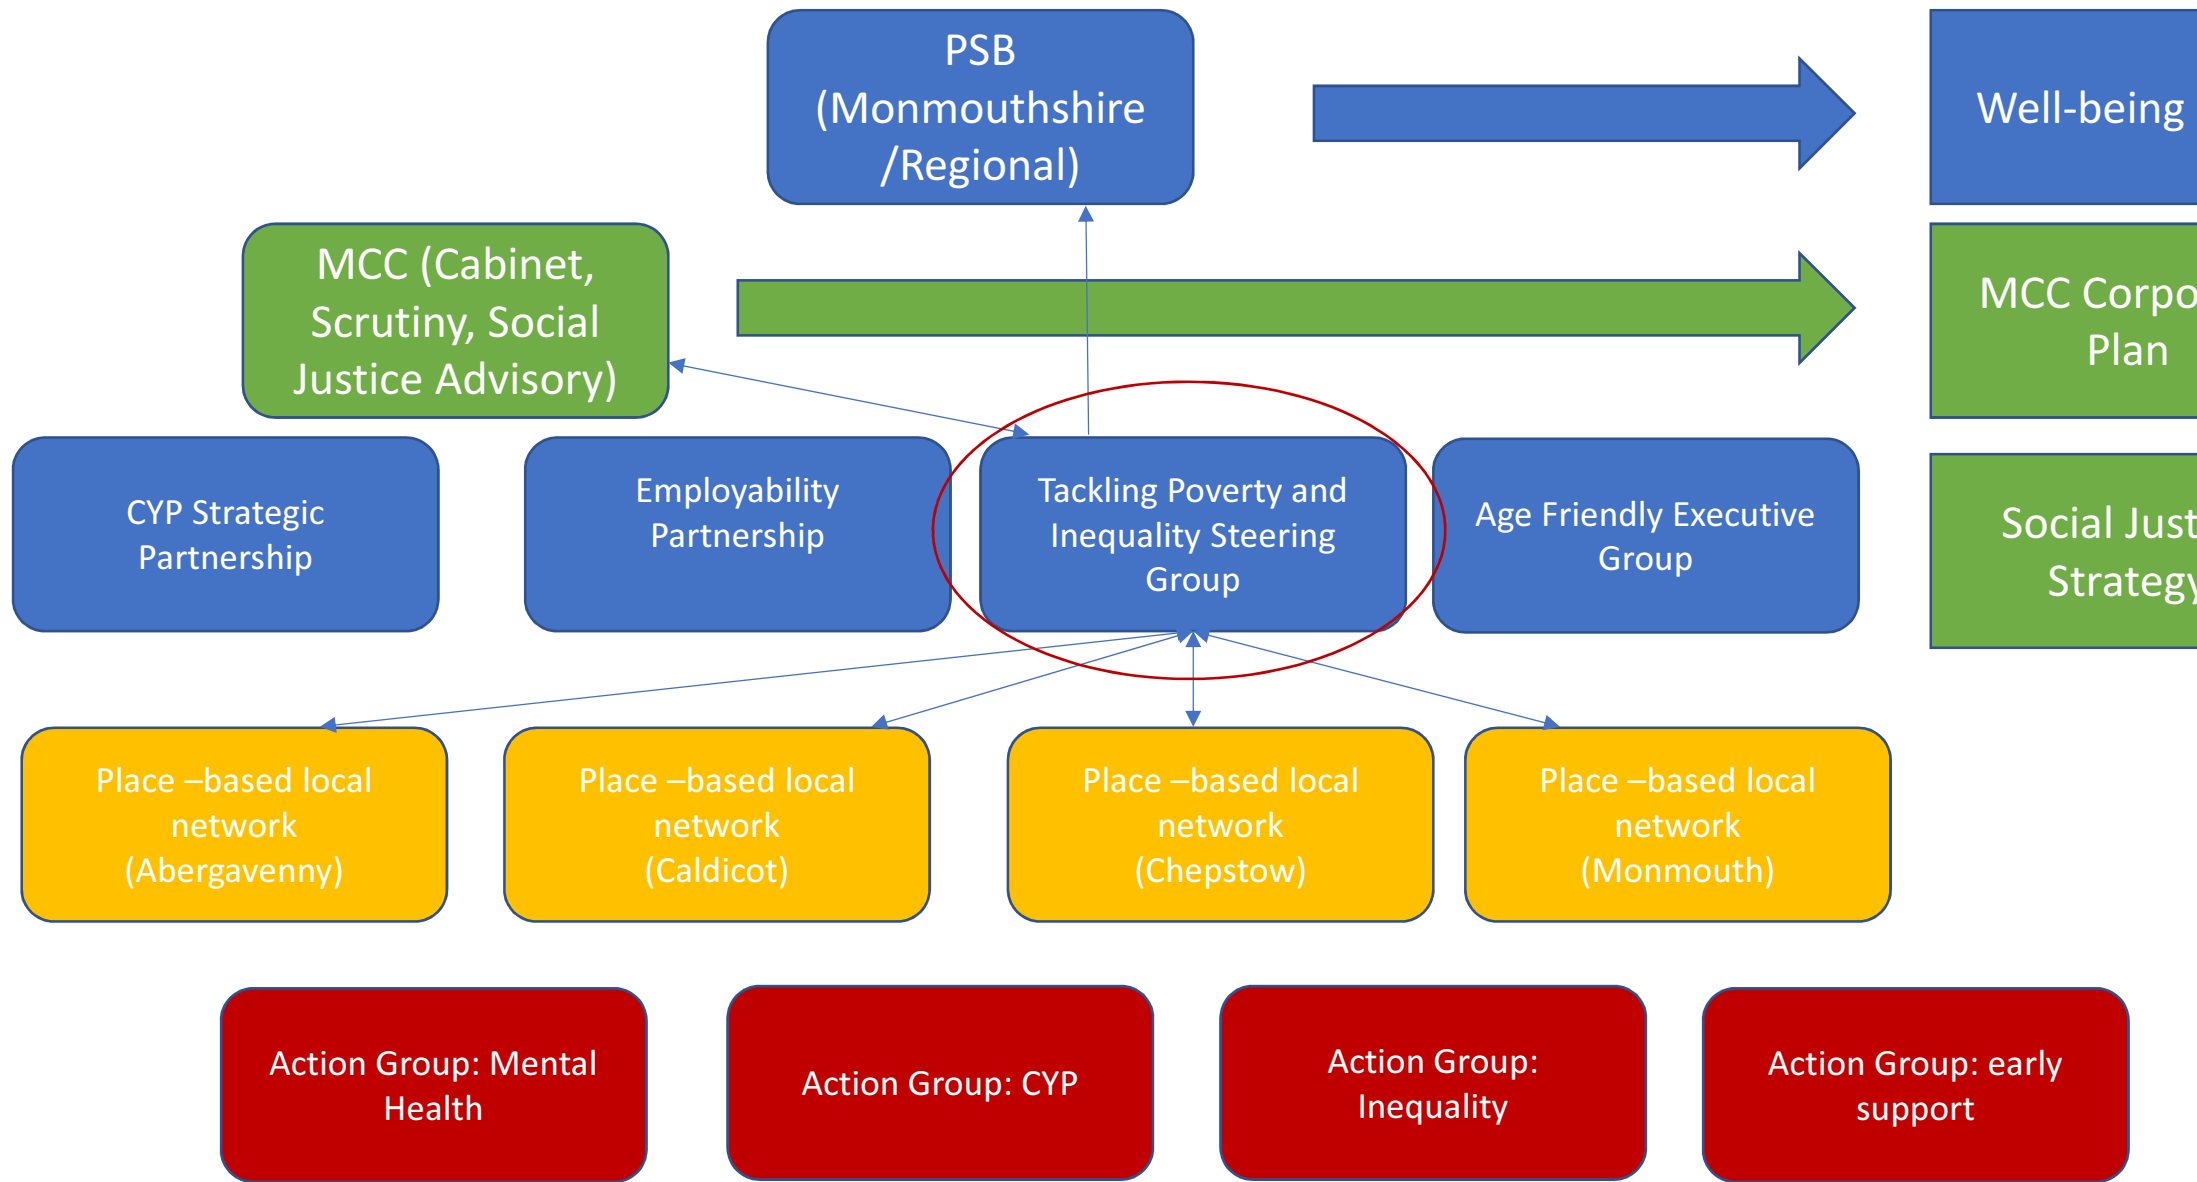 PSB
(Monmouthshire
/Regional)
Well-being
MCC (Cabinet,
Scrutiny, Social
Justice Advisory)
MCC Corpo
Plan
CYP Strategic
Partnership
Employability
Partnership
Tackling Poverty and
Inequality Steering
Group
Age Friendly Executive
Group
Social Just
Strategy
Place –based local
network
(Abergavenny)
Place –based local
network
(Caldicot)
Place –based local
network
(Chepstow)
Place –based local
network
(Monmouth)
Action Group: Mental
Health
Action Group: CYP
Action Group:
Inequality
Action Group: early
support